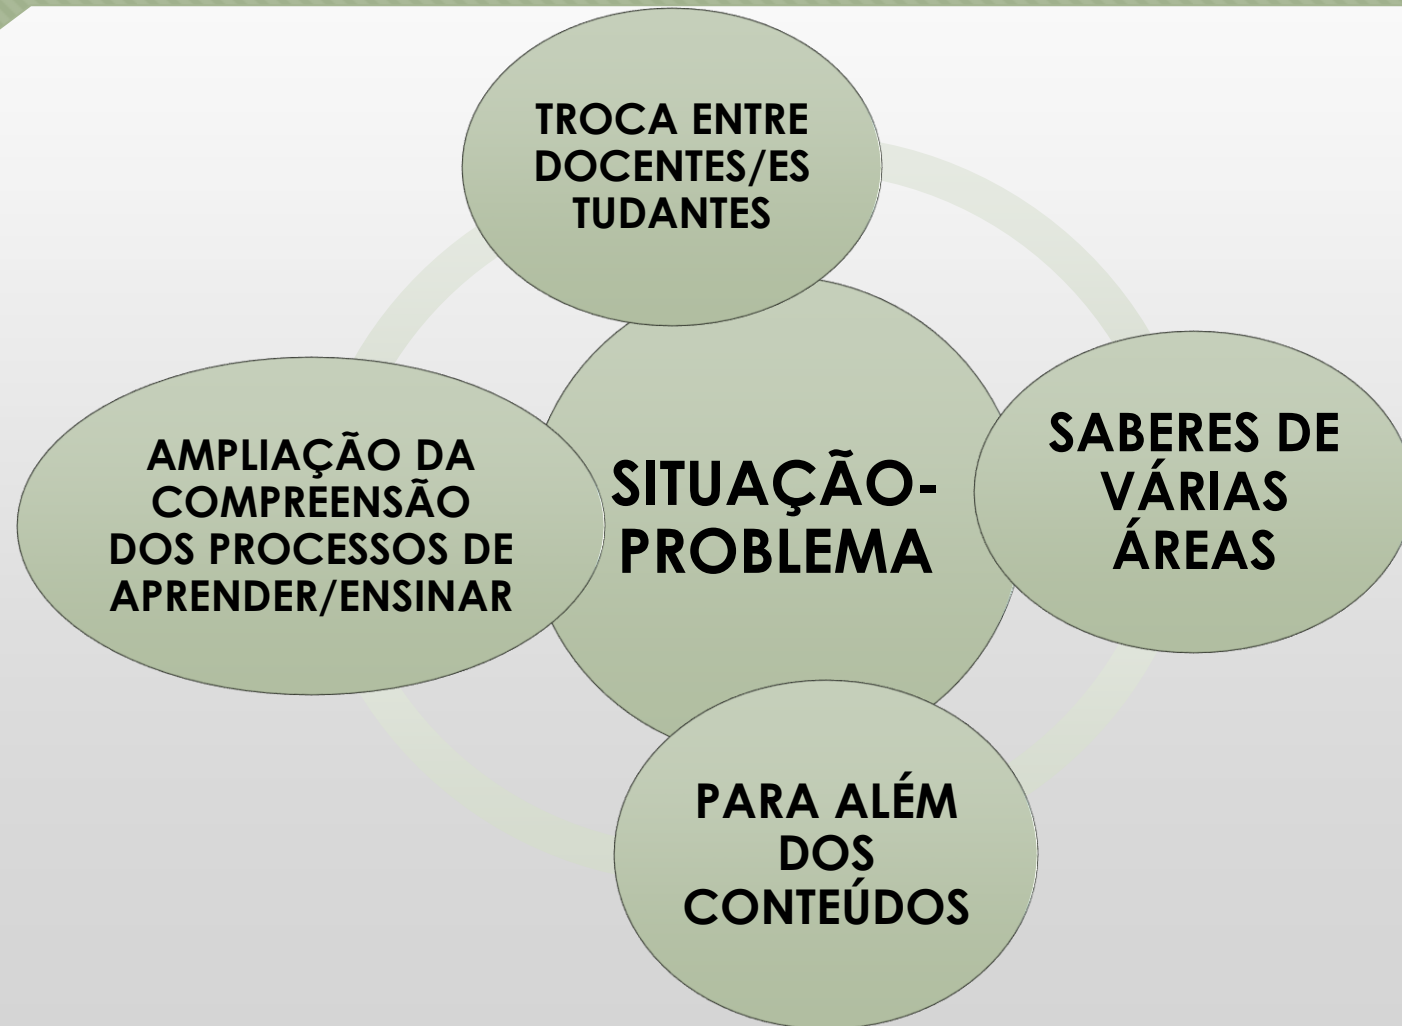 TROCA ENTRE
DOCENTES/ES
TUDANTES
AMPLIAÇÃO DA
COMPREENSÃO
DOS PROCESSOS DE
APRENDER/ENSINAR
SITUAÇÃO-
PROBLEMA
SABERES DE
VÁRIAS
ÁREAS
PARA ALÉM
DOS
CONTEÚDOS